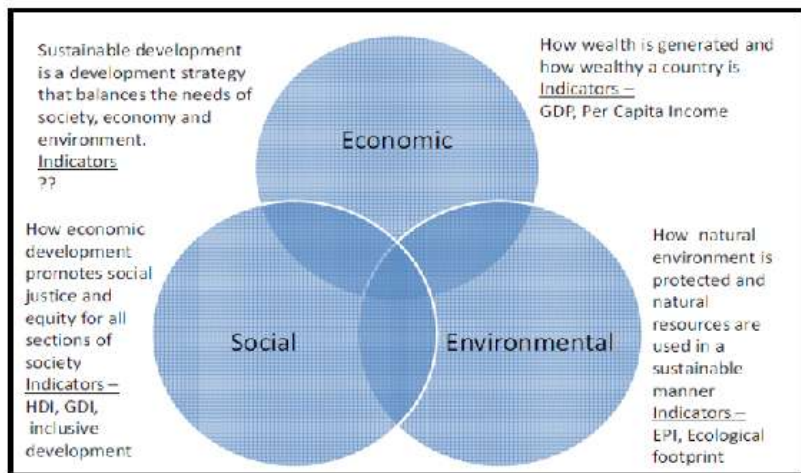 Sustainable development
is a development strategy
that balances the needs of
society, economy and
environment.
Indicators
??
How wealth is generated and
how wealthy a country is
Indicators –
GDP, Per Capita Income
Economic
How economic
development
promotes social
justice and
equity for all
sections of
society
Indicators –
HDI, GDI,
inclusive
development
Social
Environmental
How natural
environment is
protected and
natural
resources are
used in a
sustainable
manner
Indicators –
EPI, Ecological
footprint